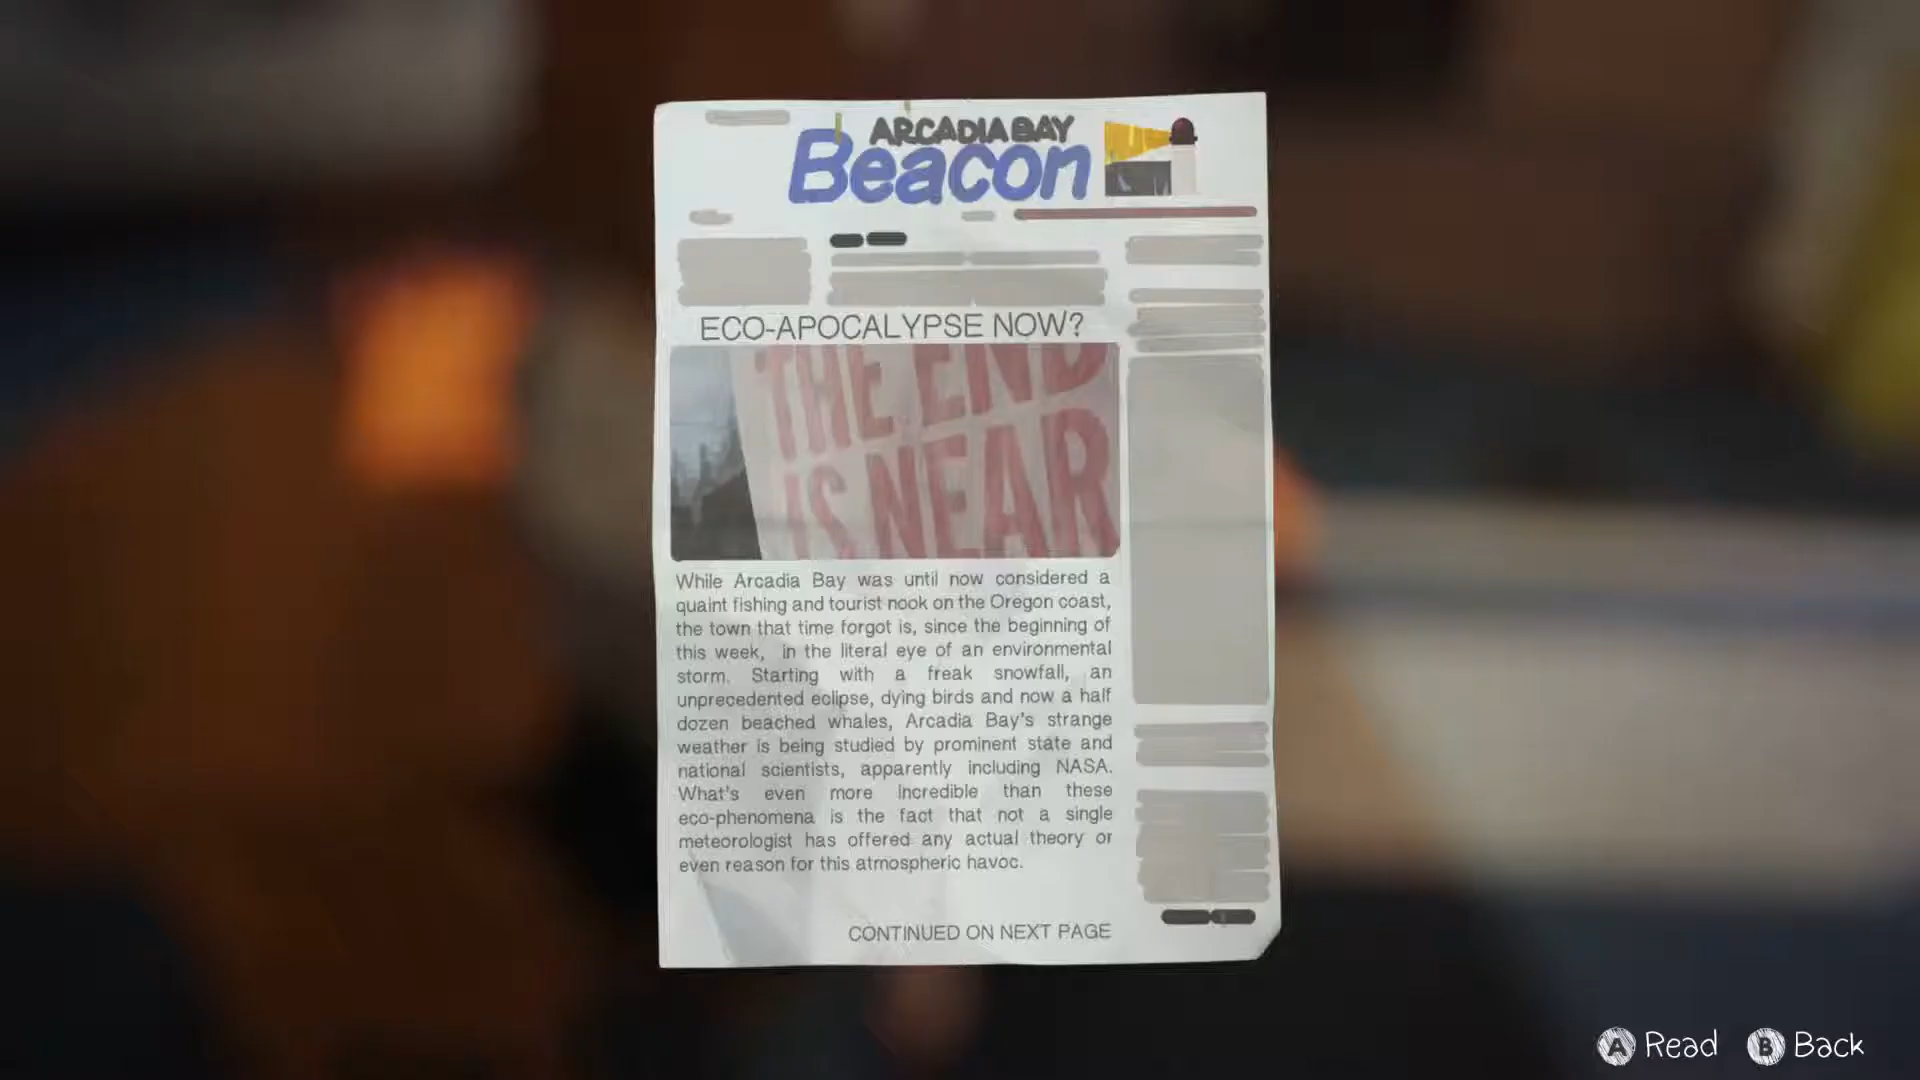 ARCADIA BAY
Beacon
ECO-APOCALYPSE NOW?
THE END
IS NEAR
While Arcadia Bay was until now considered a
quaint fishing and tourist nook on the Oregon coast,
the town that time forgot is, since the beginning of
this week, in the literal eye of an environmental
storm. Starting with a freak snowfall, an
unprecedented eclipse, dying birds and now a half
dozen beached whales, Arcadia Bay's strange
weather is being studied by prominent state and
national scientists, apparently including NASA.
What's even more incredible than these
eco-phenomena is the fact that not a single
meteorologist has offered any actual theory or
even reason for this atmospheric havoc.
CONTINUED ON NEXT PAGE
A Read B Back